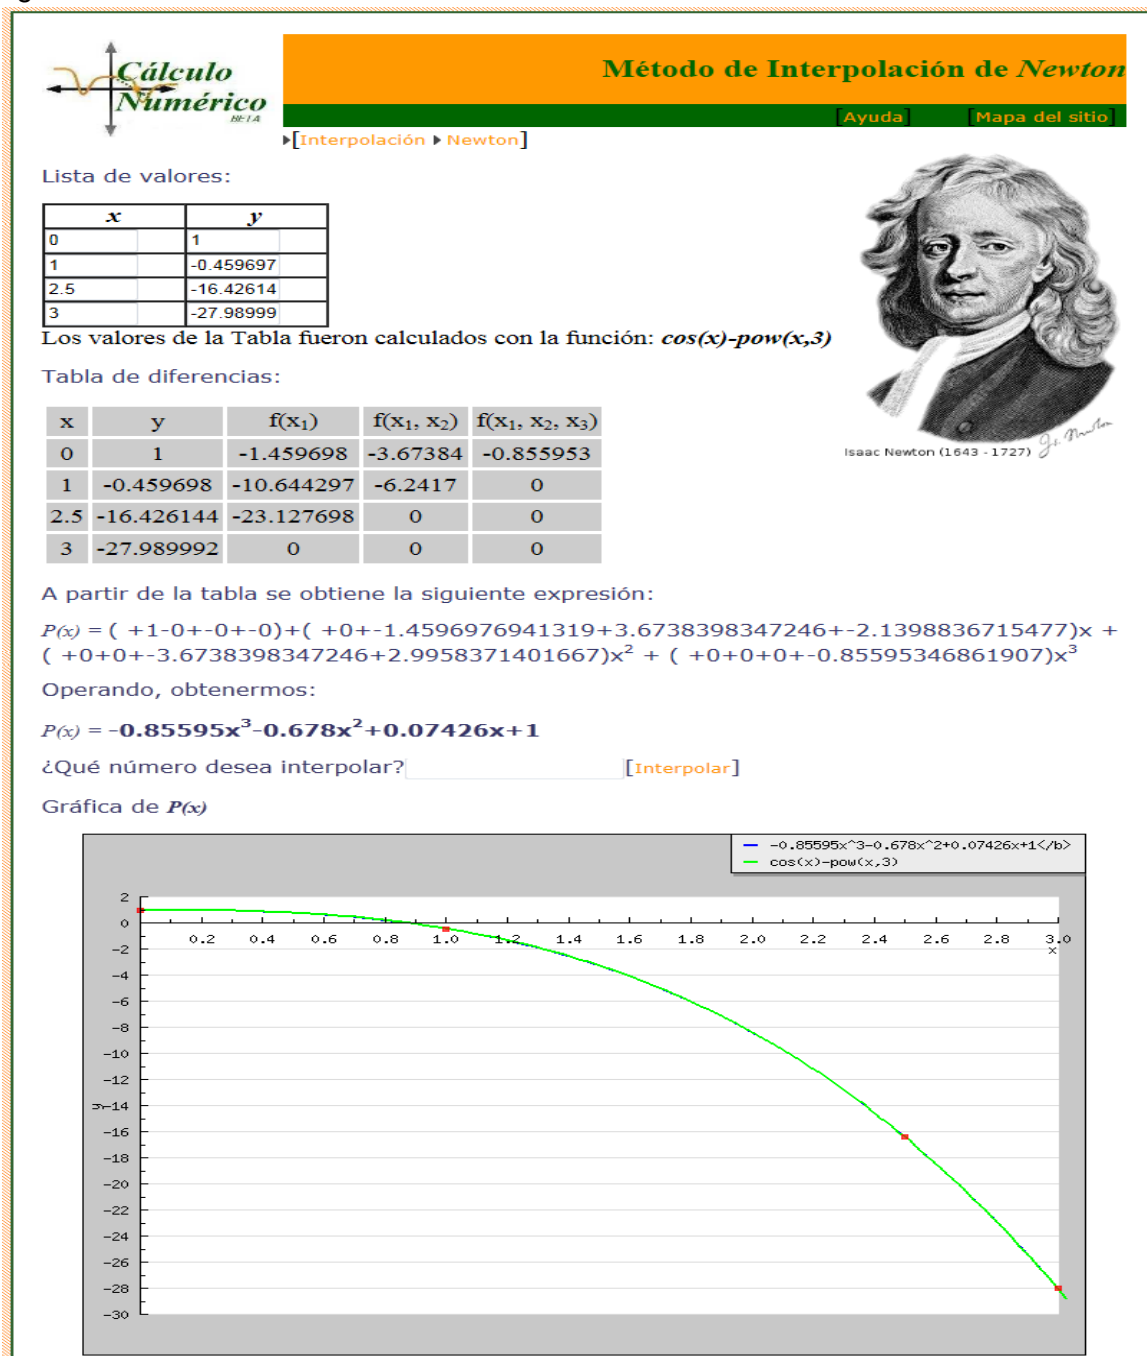 Cálculo
Numérico
BETA
Método de Interpolación de Newton
[Ayuda] [Mapa del sitio]
[Interpolación Newton]
Lista de valores:
x y
0 1
1 -0.459697
2.5 -16.42614
3 -27.98999
Los valores de la Tabla fueron calculados con la función: cos(x)-pow(x,3)
Tabla de diferencias:
x y f(x₁) f(x₁, x₂) f(x₁, x₂, x₃)
0 1 -1.459698 -3.67384 -0.855953
1 -0.459698 -10.644297 -6.2417 0
2.5 -16.426144 -23.127698 0 0
3 -27.989992 0 0 0
Isaac Newton (1643 - 1727)
A partir de la tabla se obtiene la siguiente expresión:
P(x) = ( +1-0+-0+-0)+( +0+-1.4596976941319+3.6738398347246+-2.1398836715477)x +
( +0+0+-3.6738398347246+2.9958371401667)x² + ( +0+0+0+-0.85595346861907)x³
Operando, obtenermos:
P(x) = -0.85595x³-0.678x²+0.07426x+1
¿Qué número desea interpolar? [Interpolar]
Gráfica de P(x)
-0.85595x^3-0.678x^2+0.07426x+1</b>
cos(x)-pow(x,3)
2
0
0.2 0.4 0.6 0.8 1.0 1.2 1.4 1.6 1.8 2.0 2.2 2.4 2.6 2.8 3.0
x
-2
-4
-6
-8
-10
-12
y
-14
-16
-18
-20
-22
-24
-26
-28
-30